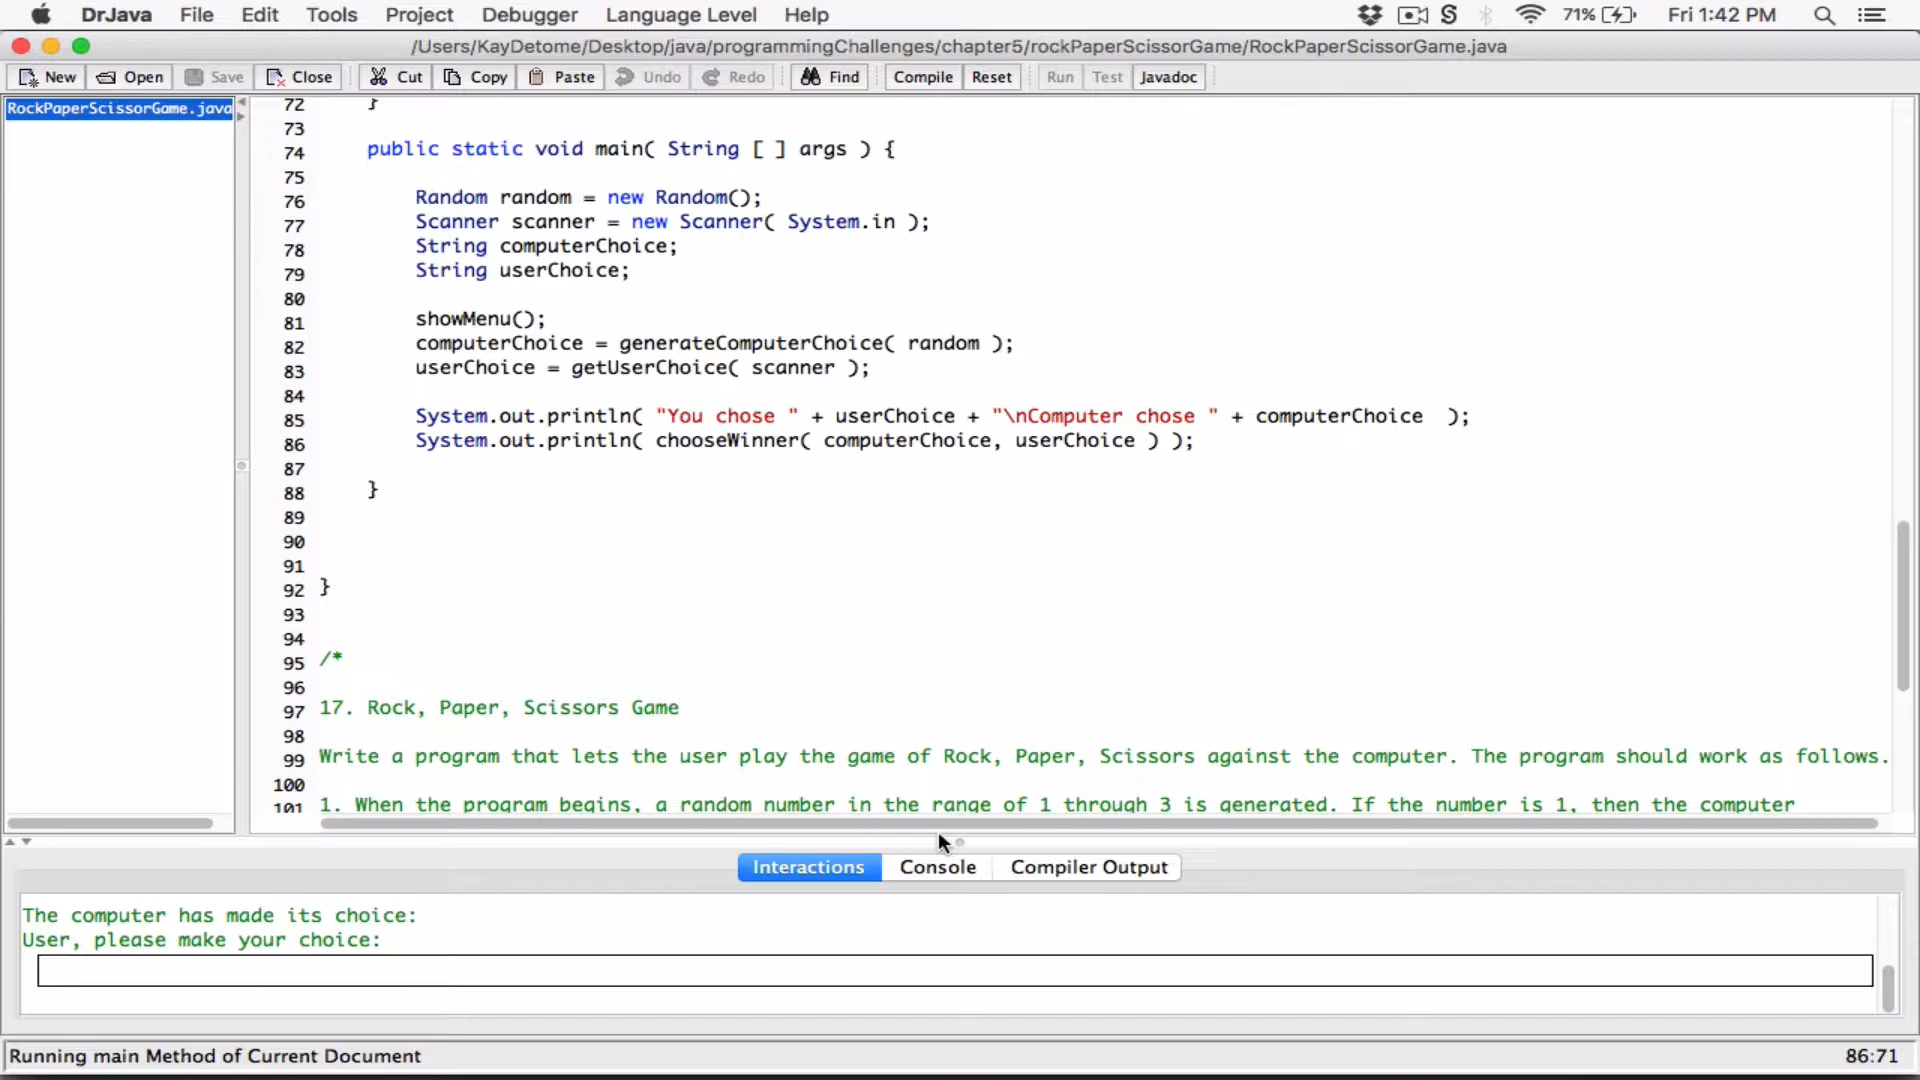 DrJava File Edit Tools Project Debugger Language Level Help 71% Fri 1:42 PM
/Users/KayDetome/Desktop/java/programmingChallenges/chapter5/rockPaperScissorGame/RockPaperScissorGame.java
New Open Save Close Cut Copy Paste Undo Redo Find Compile Reset Run Test Javadoc
RockPaperScissorGame.java
72 }
73
74 public static void main( String [ ] args ) {
75
76 Random random = new Random();
77 Scanner scanner = new Scanner( System.in );
78 String computerChoice;
79 String userChoice;
80
81 showMenu();
82 computerChoice = generateComputerChoice( random );
83 userChoice = getUserChoice( scanner );
84
85 System.out.println( "You chose " + userChoice + "\nComputer chose " + computerChoice  );
86 System.out.println( chooseWinner( computerChoice, userChoice ) );
87
88 }
89
90
91
92 }
93
94
95 /*
96
97 17. Rock, Paper, Scissors Game
98
99 Write a program that lets the user play the game of Rock, Paper, Scissors against the computer. The program should work as follows.
100
101 1. When the program begins, a random number in the range of 1 through 3 is generated. If the number is 1, then the computer
Interactions Console Compiler Output
The computer has made its choice:
User, please make your choice:
Running main Method of Current Document 86:71